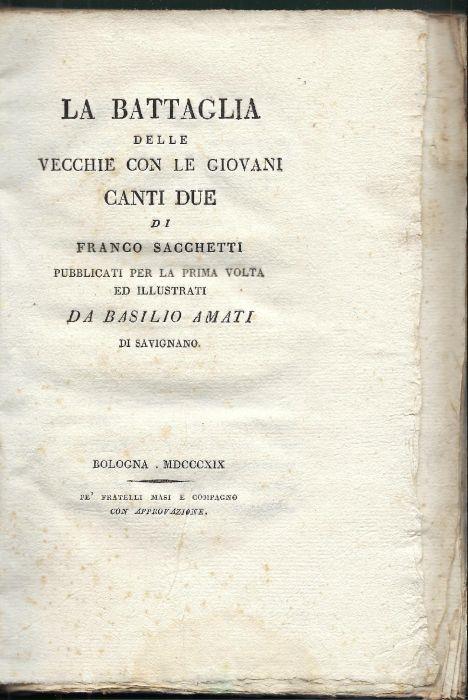 LA BATTAGLIA
DELLE
VECCHIE CON LE GIOVANI
CANTI DUE
DI
FRANCO SACCHETTI
PUBBLICATI PER LA PRIMA VOLTA
ED ILLUSTRATI
DA BASILIO AMATI
DI SAVIGNANO.
BOLOGNA . MDCCCXIX
PE' FRATELLI MASI E COMPAGNO
CON APPROVAZIONE.